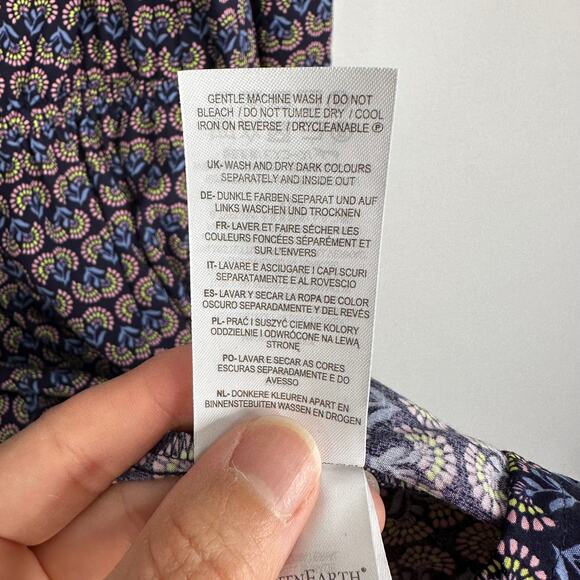 GENTLE MACHINE WASH / DO NOT
BLEACH / DO NOT TUMBLE DRY / COOL
IRON ON REVERSE / DRYCLEANABLE Ⓟ
UK- WASH AND DRY DARK COLOURS
SEPARATELY AND INSIDE OUT
DE- DUNKLE FARBEN SEPARAT UND AUF
LINKS WASCHEN UND TROCKNEN
FR- LAVER ET FAIRE SÉCHER LES
COULEURS FONCÉES SÉPARÉMENT ET
SUR L'ENVERS
IT- LAVARE E ASCIUGARE I CAPI SCURI
SEPARATAMENTE E AL ROVESCIO
ES- LAVAR Y SECAR LA ROPA DE COLOR
OSCURO SEPARADAMENTE Y DEL REVÉS
PL- PRAĆ I SUSZYĆ CIEMNE KOLORY
ODDZIELNIE I ODWRÓCONE NA LEWĄ
STRONĘ
PO- LAVAR E SECAR AS CORES
ESCURAS SEPARADAMENTE E DO
AVESSO
NL- DONKERE KLEUREN APART EN
BINNENSTEBUITEN WASSEN EN DROGEN